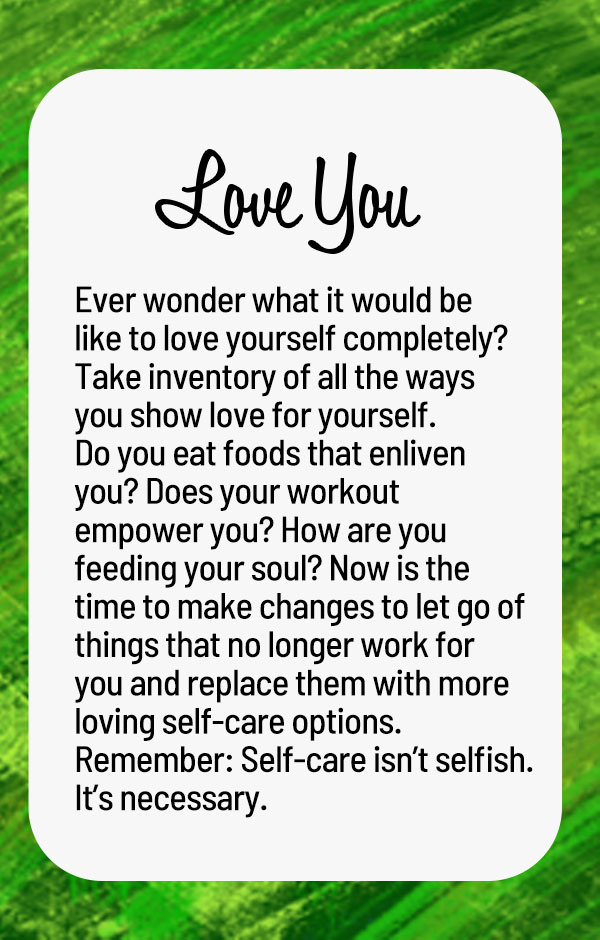 Love You
Ever wonder what it would be
like to love yourself completely?
Take inventory of all the ways
you show love for yourself.
Do you eat foods that enliven
you? Does your workout
empower you? How are you
feeding your soul? Now is the
time to make changes to let go of
things that no longer work for
you and replace them with more
loving self-care options.
Remember: Self-care isn’t selfish.
It’s necessary.